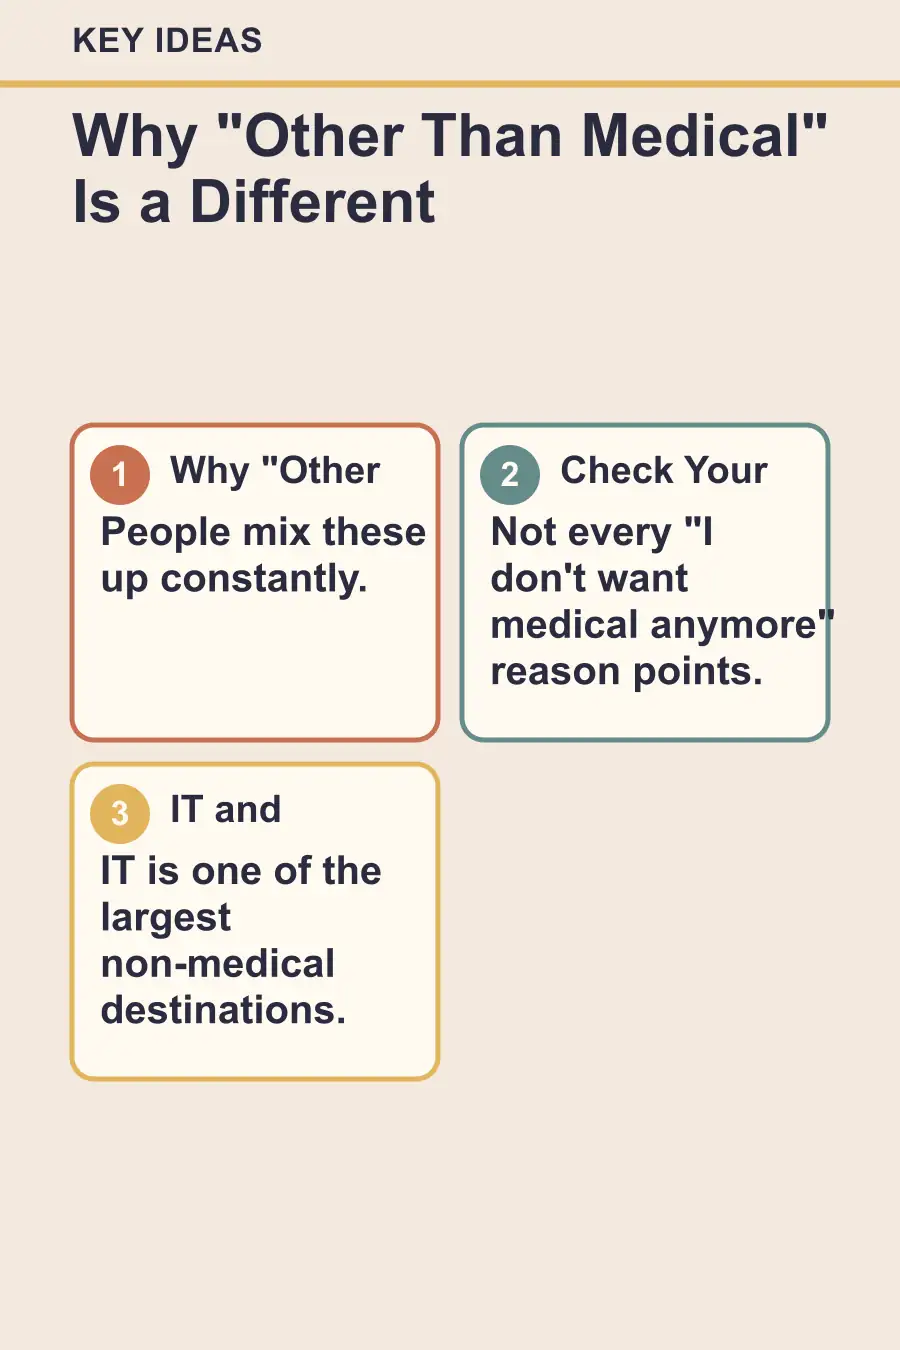 KEY IDEAS
Why "Other Than Medical"
Is a Different
1 Why "Other
People mix these
up constantly.
2 Check Your
Not every "I
don't want
medical anymore"
reason points.
3 IT and
IT is one of the
largest
non-medical
destinations.